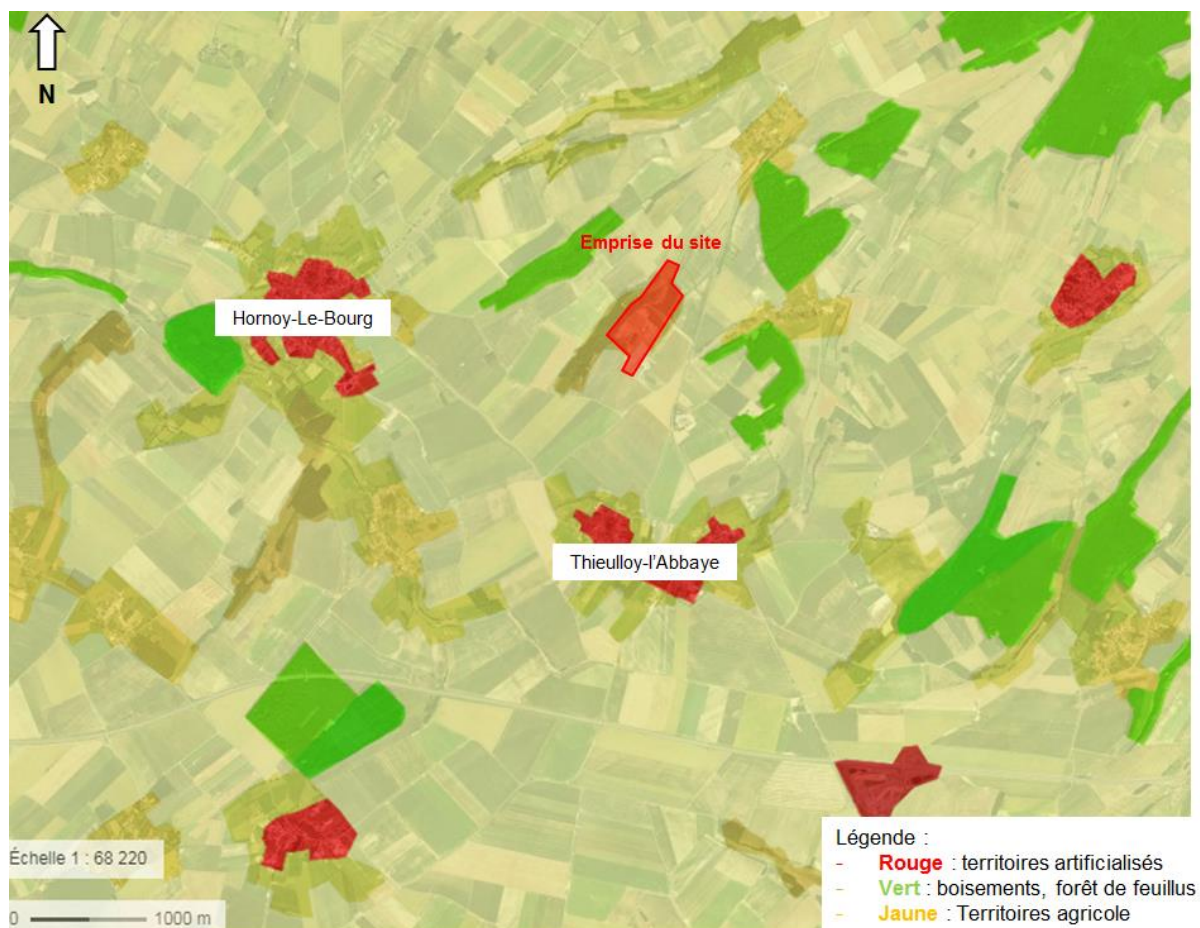 N
Emprise du site
Hornoy-Le-Bourg
Thieulloy-l'Abbaye
Échelle 1 : 68 220
0 1000 m
Légende :
- Rouge : territoires artificialisés
- Vert : boisements, forêt de feuillus
- Jaune : Territoires agricole